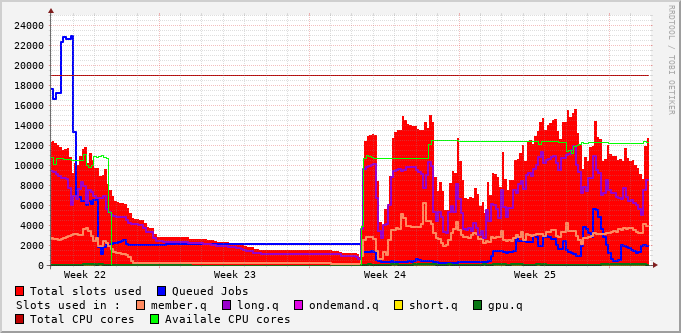 RRDTOOL / TOBI OETIKER
24000
22000
20000
18000
16000
14000
12000
10000
8000
6000
4000
2000
0
Week 22 Week 23 Week 24 Week 25
Total slots used Queued Jobs
Slots used in : member.q long.q ondemand.q short.q gpu.q
Total CPU cores Availale CPU cores